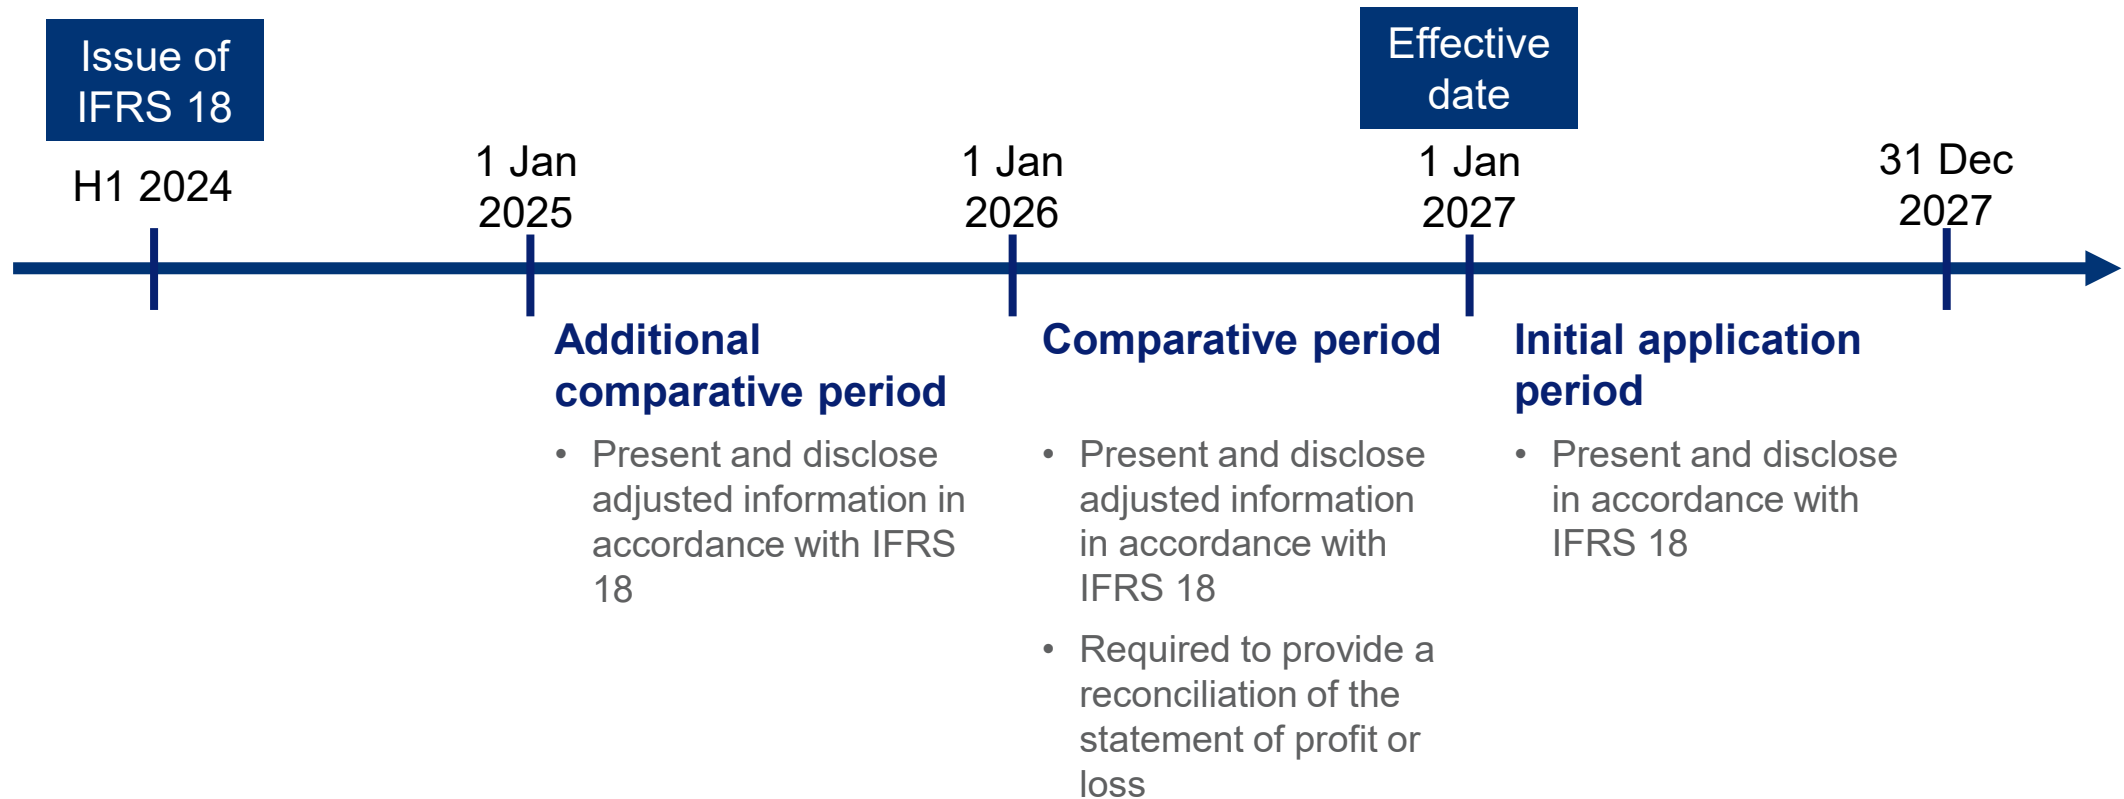 Issue of
IFRS 18
Effective
date
H1 2024
1 Jan
2025
1 Jan
2026
1 Jan
2027
31 Dec
2027
Additional
comparative period
• Present and disclose
adjusted information in
accordance with IFRS
18
Comparative period
• Present and disclose
adjusted information
in accordance with
IFRS 18
• Required to provide a
reconciliation of the
statement of profit or
loss
Initial application
period
• Present and disclose
in accordance with
IFRS 18